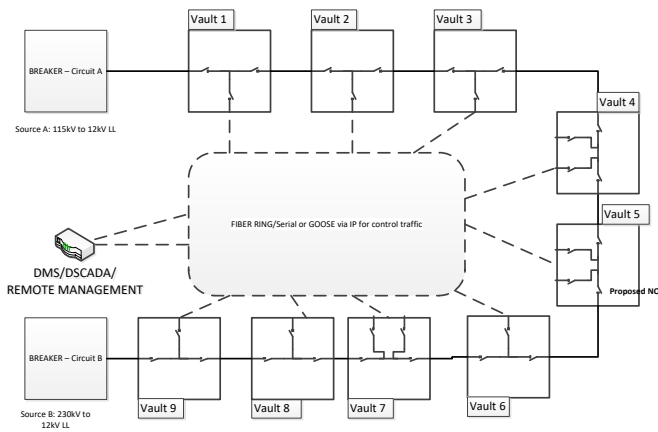 Vault 1
Vault 2
Vault 3
BREAKER – Circuit A
Source A: 115kV to 12kV LL
Vault 4
FIBER RING/Serial or GOOSE via IP for control traffic
Vault 5
DMS/DSCADA/
REMOTE MANAGEMENT
Proposed NO
BREAKER – Circuit B
Source B: 230kV to
12kV LL
Vault 9
Vault 8
Vault 7
Vault 6